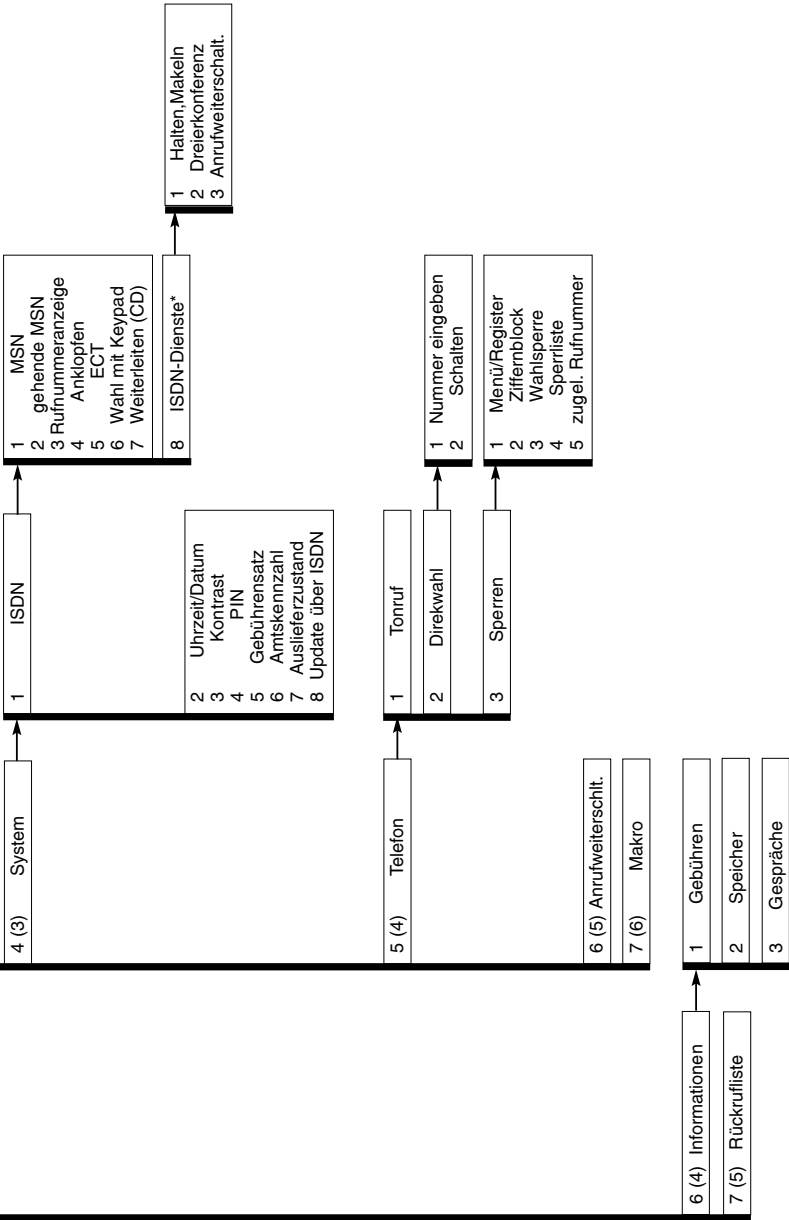 4 (3) System
1 ISDN
1 MSN
2 gehende MSN
3 Rufnummeranzeige
4 Anklopfen
5 ECT
6 Wahl mit Keypad
7 Weiterleiten (CD)
8 ISDN-Dienste*
1 Halten,Makeln
2 Dreierkonferenz
3 Anrufweiterschalt.
2 Uhrzeit/Datum
3 Kontrast
4 PIN
5 Gebührensatz
6 Amtskennzahl
7 Auslieferzustand
8 Update über ISDN
5 (4) Telefon
1 Tonruf
2 Direkwahl
1 Nummer eingeben
2 Schalten
3 Sperren
1 Menü/Register
2 Ziffernblock
3 Wahlsperre
4 Sperrliste
5 zugel. Rufnummer
6 (5) Anrufweiterschlt.
7 (6) Makro
6 (4) Informationen
1 Gebühren
2 Speicher
3 Gespräche
7 (5) Rückrufliste